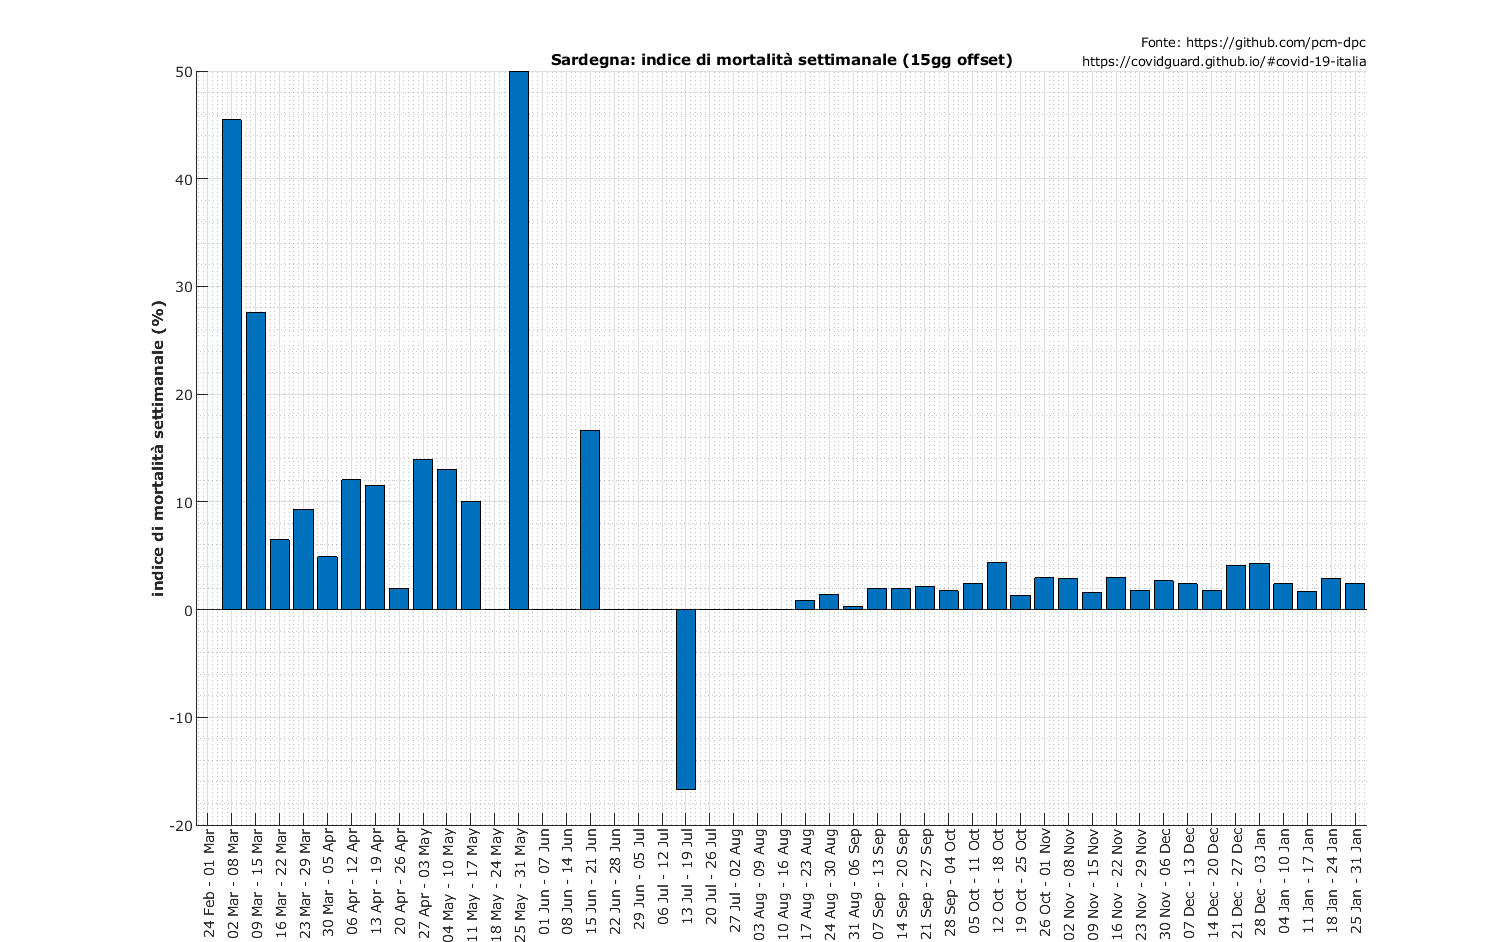 Fonte: https://github.com/pcm-dpc
https://covidguard.github.io/#covid-19-italia
Sardegna: indice di mortalità settimanale (15gg offset)
indice di mortalità settimanale (%)
50
40
30
20
10
0
-10
-20
24 Feb - 01 Mar
02 Mar - 08 Mar
09 Mar - 15 Mar
16 Mar - 22 Mar
23 Mar - 29 Mar
30 Mar - 05 Apr
06 Apr - 12 Apr
13 Apr - 19 Apr
20 Apr - 26 Apr
27 Apr - 03 May
04 May - 10 May
11 May - 17 May
18 May - 24 May
25 May - 31 May
01 Jun - 07 Jun
08 Jun - 14 Jun
15 Jun - 21 Jun
22 Jun - 28 Jun
29 Jun - 05 Jul
06 Jul - 12 Jul
13 Jul - 19 Jul
20 Jul - 26 Jul
27 Jul - 02 Aug
03 Aug - 09 Aug
10 Aug - 16 Aug
17 Aug - 23 Aug
24 Aug - 30 Aug
31 Aug - 06 Sep
07 Sep - 13 Sep
14 Sep - 20 Sep
21 Sep - 27 Sep
28 Sep - 04 Oct
05 Oct - 11 Oct
12 Oct - 18 Oct
19 Oct - 25 Oct
26 Oct - 01 Nov
02 Nov - 08 Nov
09 Nov - 15 Nov
16 Nov - 22 Nov
23 Nov - 29 Nov
30 Nov - 06 Dec
07 Dec - 13 Dec
14 Dec - 20 Dec
21 Dec - 27 Dec
28 Dec - 03 Jan
04 Jan - 10 Jan
11 Jan - 17 Jan
18 Jan - 24 Jan
25 Jan - 31 Jan